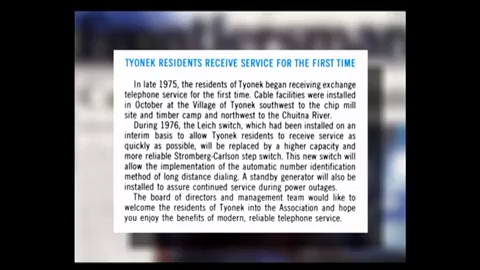 TYONEK RESIDENTS RECEIVE SERVICE FOR THE FIRST TIME
In late 1975, the residents of Tyonek began receiving exchange
telephone service for the first time. Cable facilities were installed
in October at the Village of Tyonek southwest to the chip mill
site and timber camp and northwest to the Chuitna River.
During 1976, the Leich switch, which had been installed on an
interim basis to allow Tyonek residents to receive service as
quickly as possible, will be replaced by a higher capacity and
more reliable Stromberg-Carlson step switch. This new switch will
allow the implementation of the automatic number identification
method of long distance dialing. A standby generator will also be
installed to assure continued service during power outages.
The board of directors and management team would like to
welcome the residents of Tyonek into the Association and hope
you enjoy the benefits of modern, reliable telephone service.